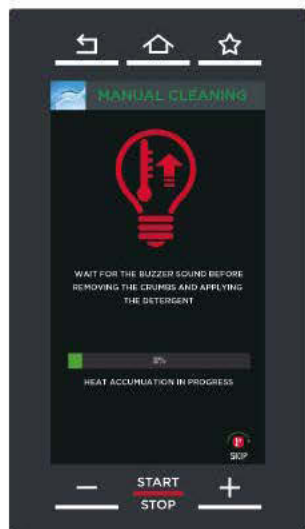 MANUAL CLEANING
WAIT FOR THE BUZZER SOUND BEFORE
REMOVING THE CRUMBS AND APPLYING
THE DETERGENT
HEAT ACCUMUATION IN PROGRESS
SKIP
START
STOP